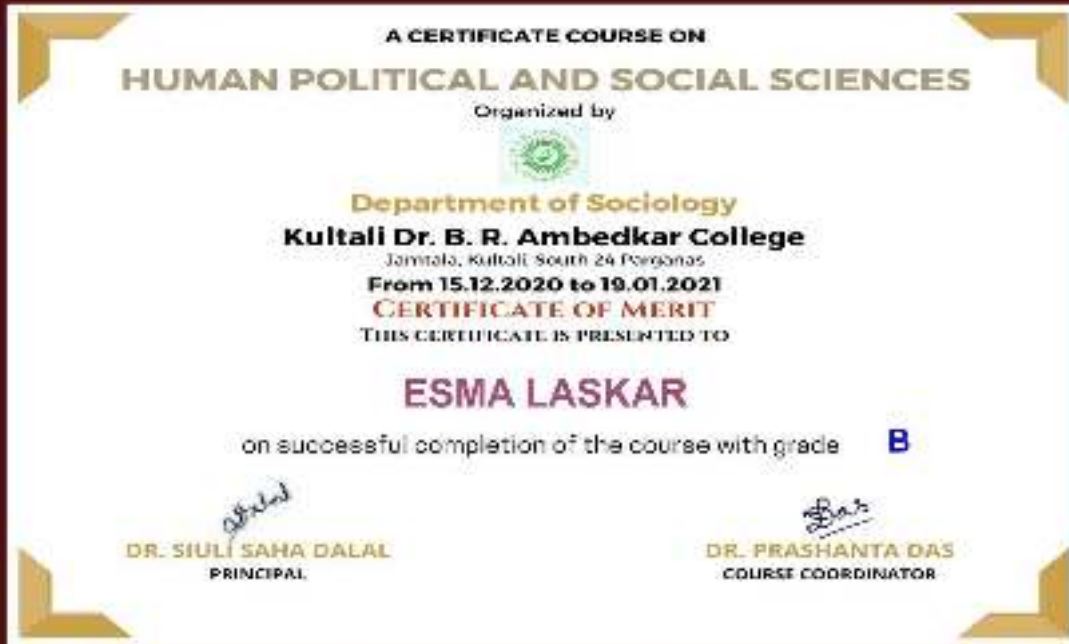 A CERTIFICATE COURSE ON
HUMAN POLITICAL AND SOCIAL SCIENCES
Organized by
Department of Sociology
Kultali Dr. B. R. Ambedkar College
Jamtala, Kultali, South 24 Parganas
From 15.12.2020 to 19.01.2021
CERTIFICATE OF MERIT
THIS CERTIFICATE IS PRESENTED TO
ESMA LASKAR
on successful completion of the course with grade B
DR. SIULI SAHA DALAL
PRINCIPAL
DR. PRASHANTA DAS
COURSE COORDINATOR